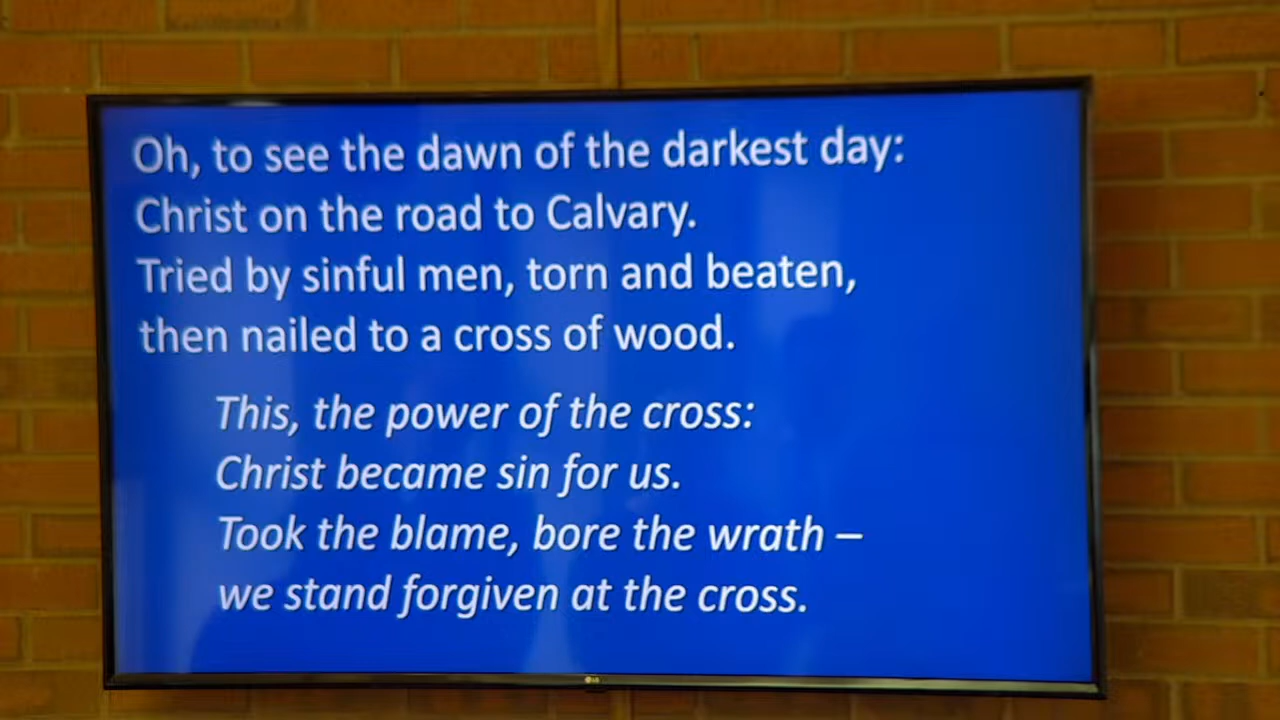 Oh, to see the dawn of the darkest day:
Christ on the road to Calvary.
Tried by sinful men, torn and beaten,
then nailed to a cross of wood.
This, the power of the cross:
Christ became sin for us.
Took the blame, bore the wrath –
we stand forgiven at the cross.
LG